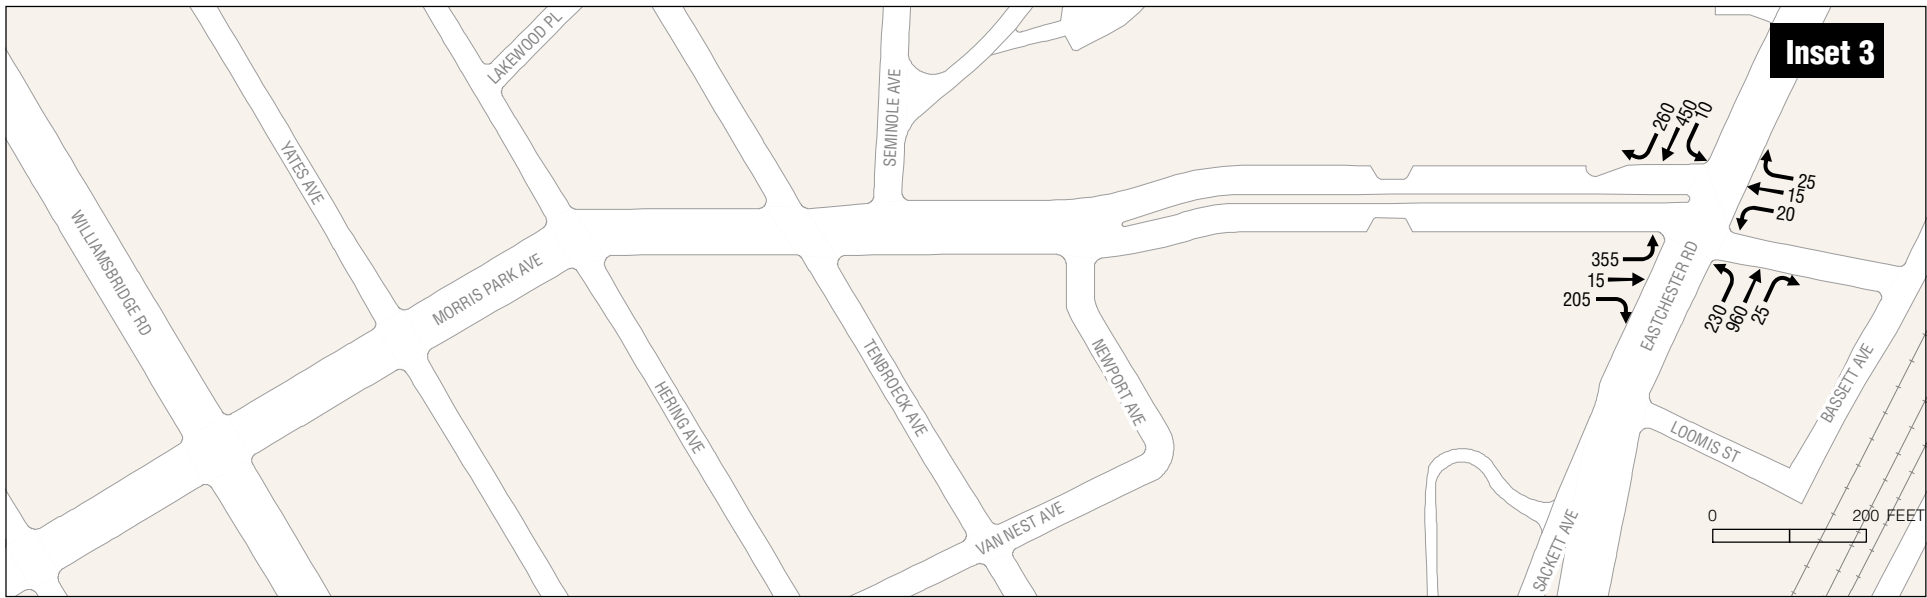 LAKEWOOD PL
Inset 3
SEMINOLE AVE
YATES AVE
260
450
10
25
15
20
WILLIAMSBRIDGE RD
MORRIS PARK AVE
355
15
205
EASTCHESTER RD
230
960
25
TENBROECK AVE
NEWPORT AVE
HERING AVE
BASSETT AVE
LOOMIS ST
VAN NEST AVE
SACKETT AVE
0 200 FEET